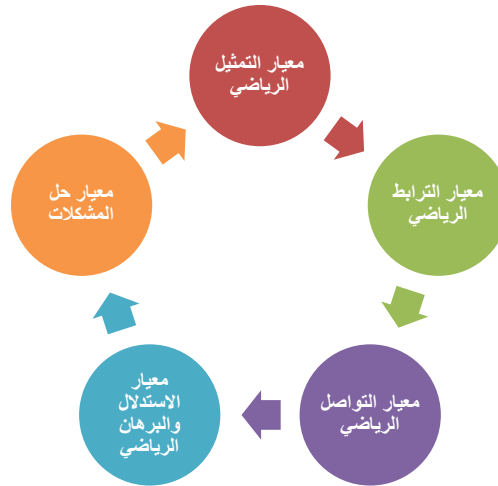 معيار التمثيل
الرياضي
معيار الترابط
الرياضي
معيار التواصل
الرياضي
معيار
الاستدلال
والبرهان
الرياضي
معيار حل
المشكلات